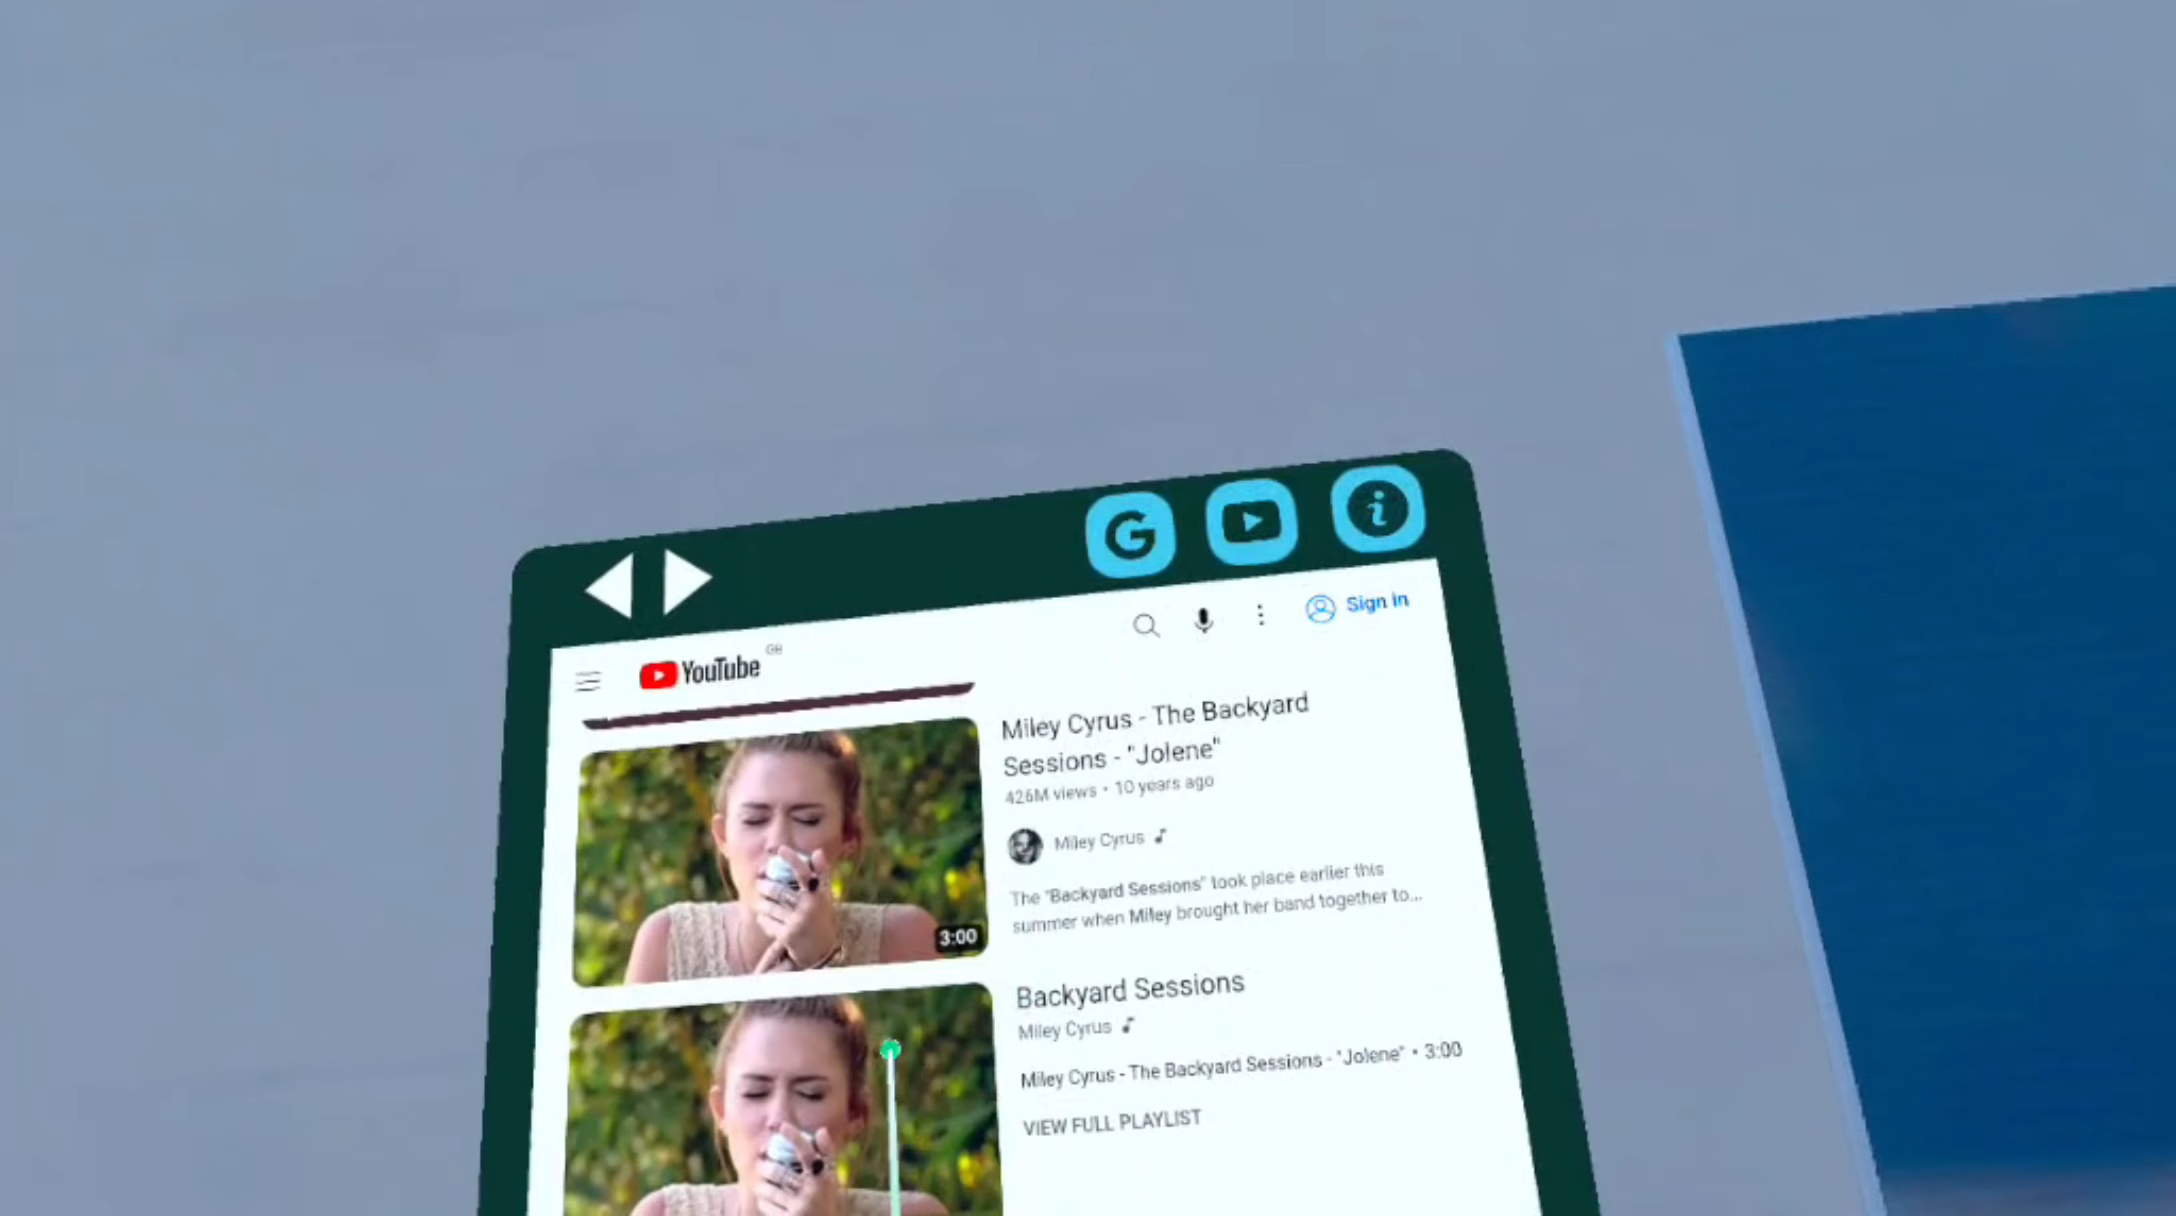 G
i
Sign in
YouTube GB
Miley Cyrus - The Backyard
Sessions - "Jolene"
426M views • 10 years ago
Miley Cyrus
The "Backyard Sessions" took place earlier this
summer when Miley brought her band together to...
3:00
Backyard Sessions
Miley Cyrus
Miley Cyrus - The Backyard Sessions - "Jolene" • 3:00
VIEW FULL PLAYLIST